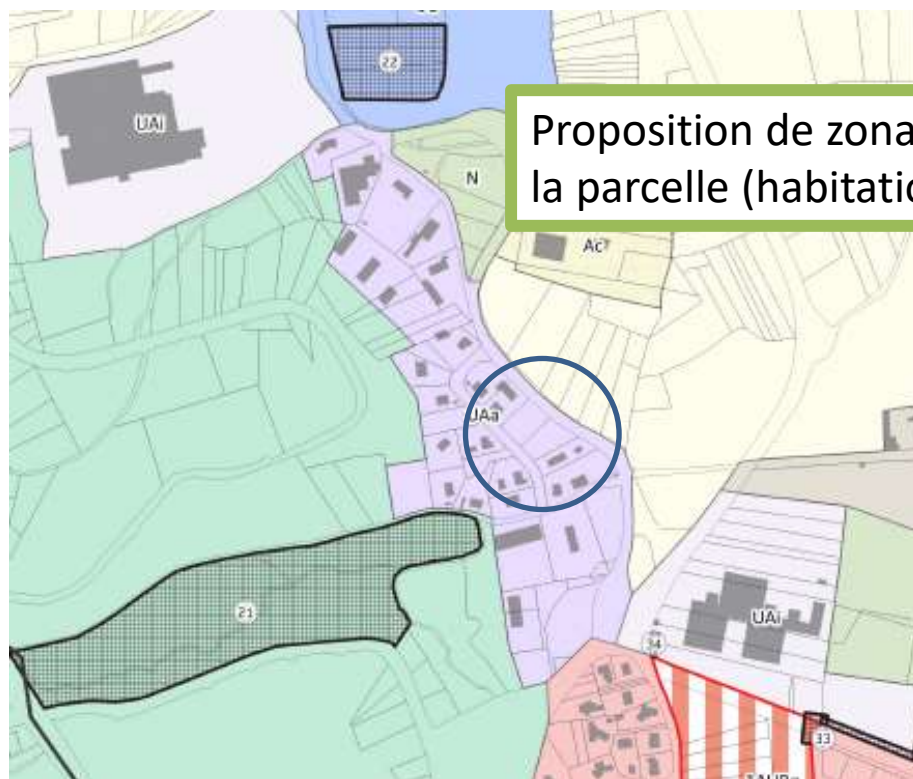 22
UAi
Proposition de zona
la parcelle (habitatio
N
Ac
UAa
21
UAi
34
33